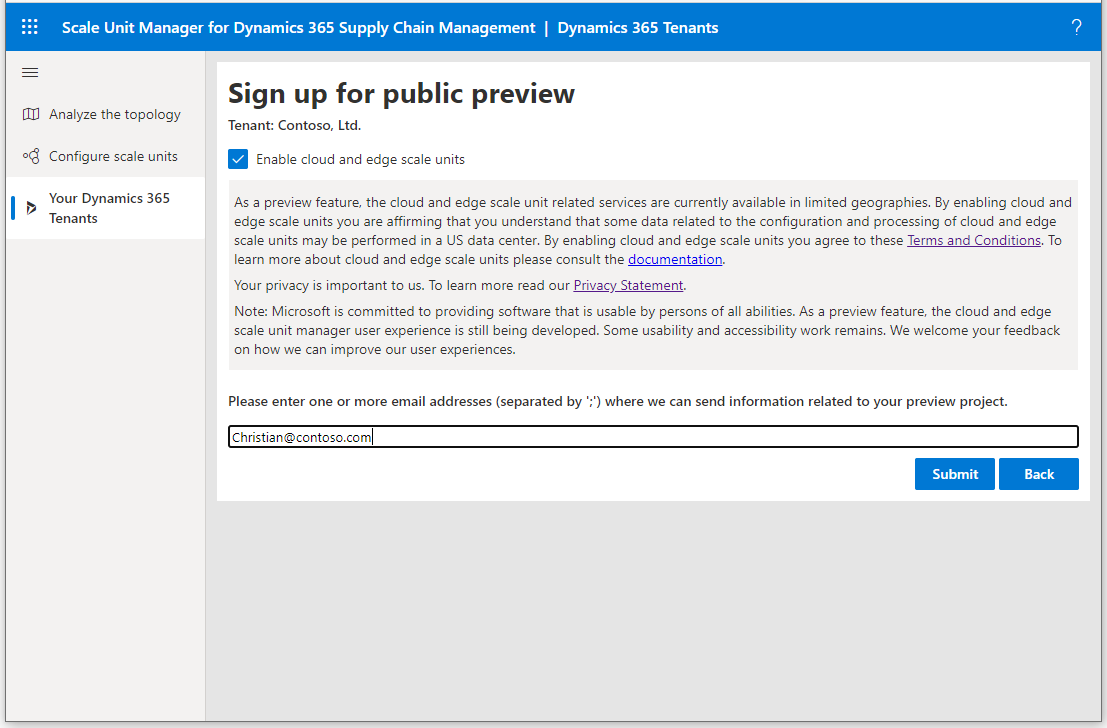 Scale Unit Manager for Dynamics 365 Supply Chain Management | Dynamics 365 Tenants
?
Analyze the topology
Configure scale units
Your Dynamics 365
Tenants
Sign up for public preview
Tenant: Contoso, Ltd.
Enable cloud and edge scale units
As a preview feature, the cloud and edge scale unit related services are currently available in limited geographies. By enabling cloud and
edge scale units you are affirming that you understand that some data related to the configuration and processing of cloud and edge
scale units may be performed in a US data center. By enabling cloud and edge scale units you agree to these Terms and Conditions. To
learn more about cloud and edge scale units please consult the documentation.
Your privacy is important to us. To learn more read our Privacy Statement.
Note: Microsoft is committed to providing software that is usable by persons of all abilities. As a preview feature, the cloud and edge
scale unit manager user experience is still being developed. Some usability and accessibility work remains. We welcome your feedback
on how we can improve our user experiences.
Please enter one or more email addresses (separated by ';') where we can send information related to your preview project.
Christian@contoso.com
Submit
Back